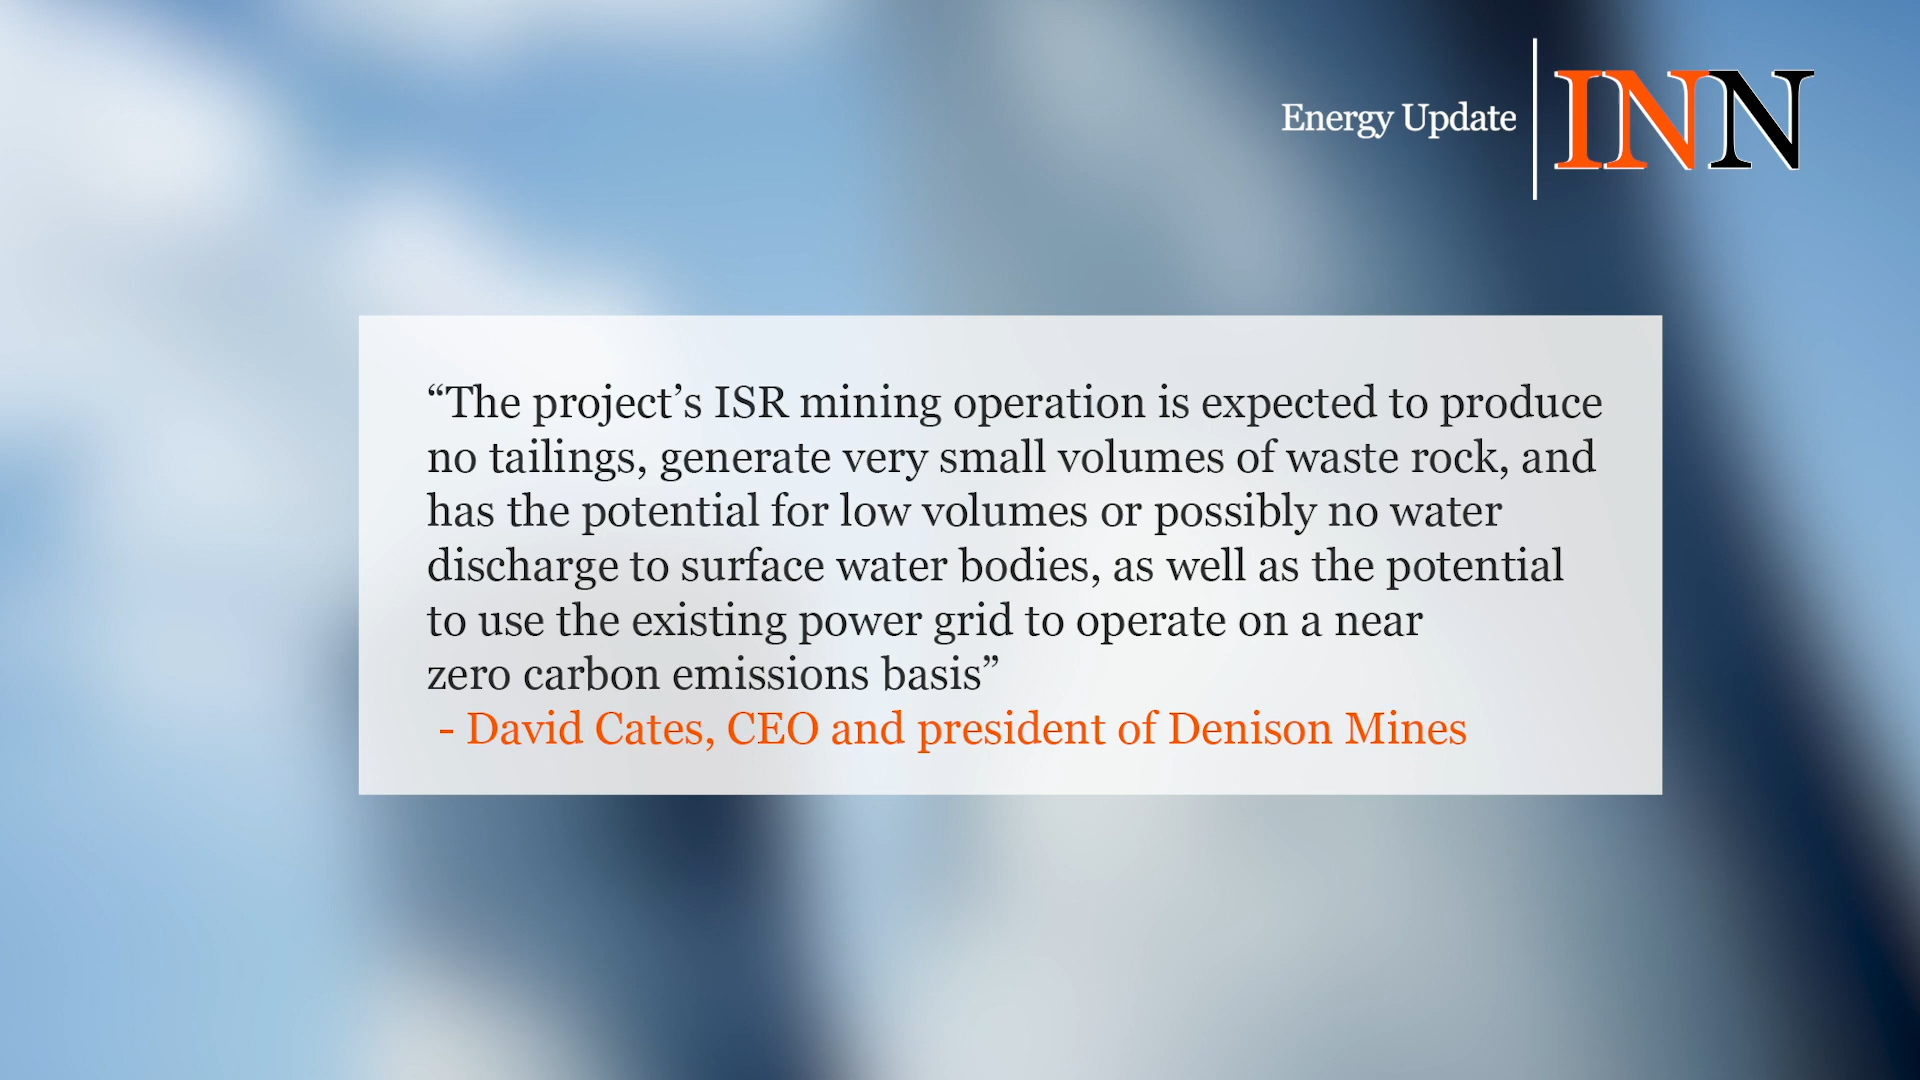 Energy Update
INN
“The project’s ISR mining operation is expected to produce
no tailings, generate very small volumes of waste rock, and
has the potential for low volumes or possibly no water
discharge to surface water bodies, as well as the potential
to use the existing power grid to operate on a near
zero carbon emissions basis”
- David Cates, CEO and president of Denison Mines